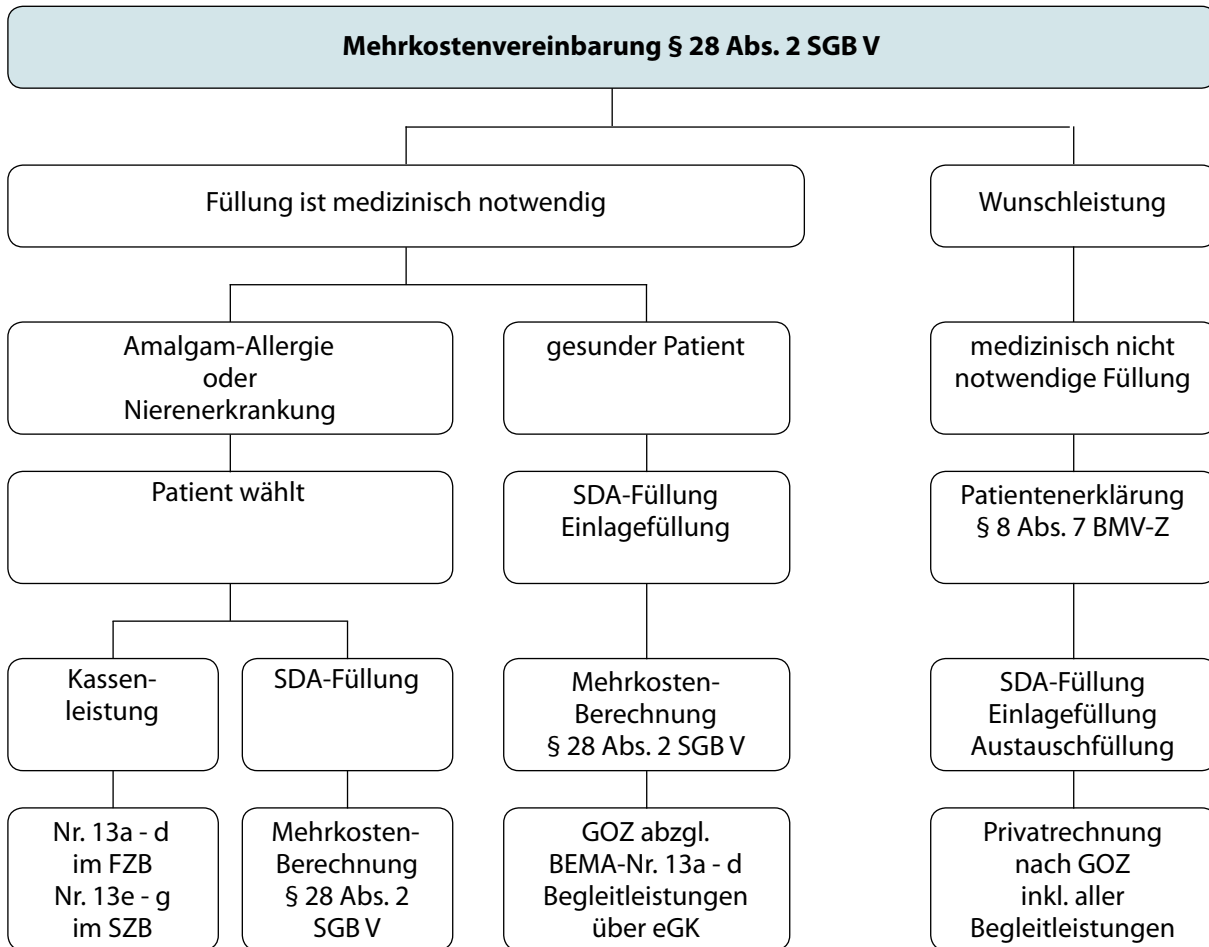 Mehrkostenvereinbarung § 28 Abs. 2 SGB V
Füllung ist medizinisch notwendig
Wunschleistung
Amalgam-Allergie
oder
Nierenerkrankung
gesunder Patient
medizinisch nicht
notwendige Füllung
Patient wählt
SDA-Füllung
Einlagefüllung
Patientenerklärung
§ 8 Abs. 7 BMV-Z
Kassen-
leistung
SDA-Füllung
Mehrkosten-
Berechnung
§ 28 Abs. 2 SGB V
SDA-Füllung
Einlagefüllung
Austauschfüllung
Nr. 13a - d
im FZB
Nr. 13e - g
im SZB
Mehrkosten-
Berechnung
§ 28 Abs. 2
SGB V
GOZ abzgl.
BEMA-Nr. 13a - d
Begleitleistungen
über eGK
Privatrechnung
nach GOZ
inkl. aller
Begleitleistungen